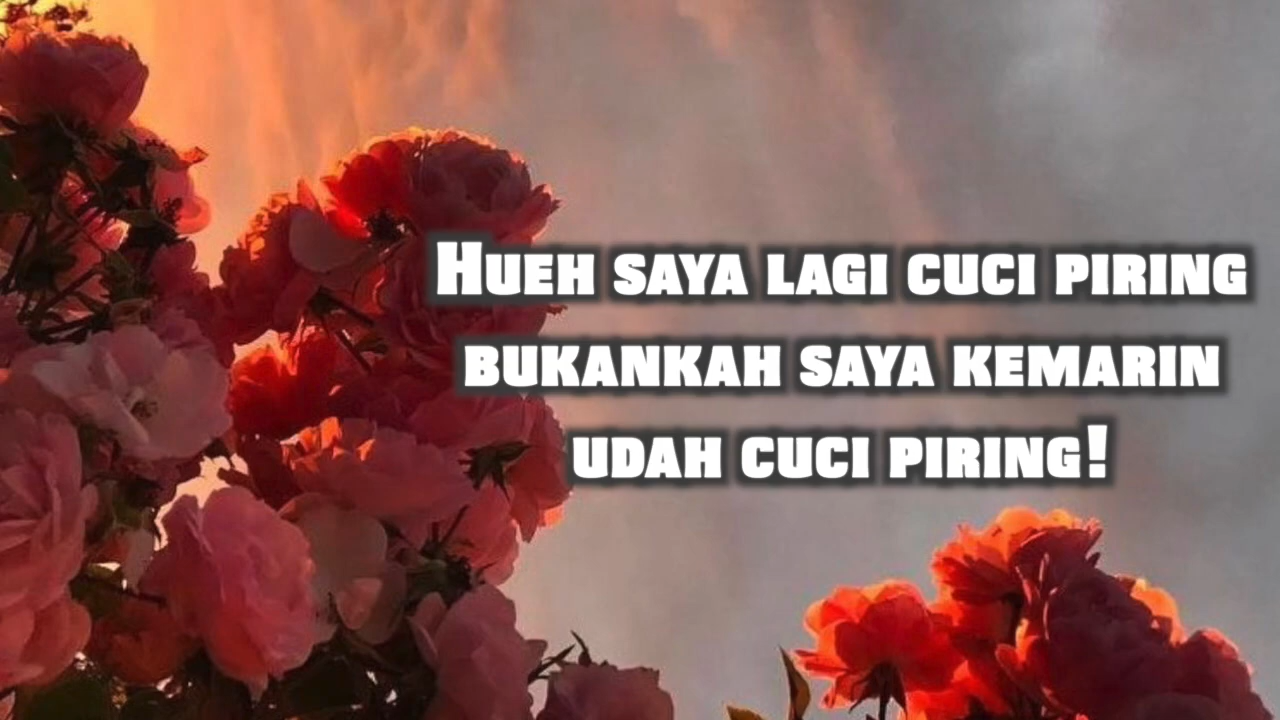 Hueh saya lagi cuci piring
bukankah saya kemarin
udah cuci piring!